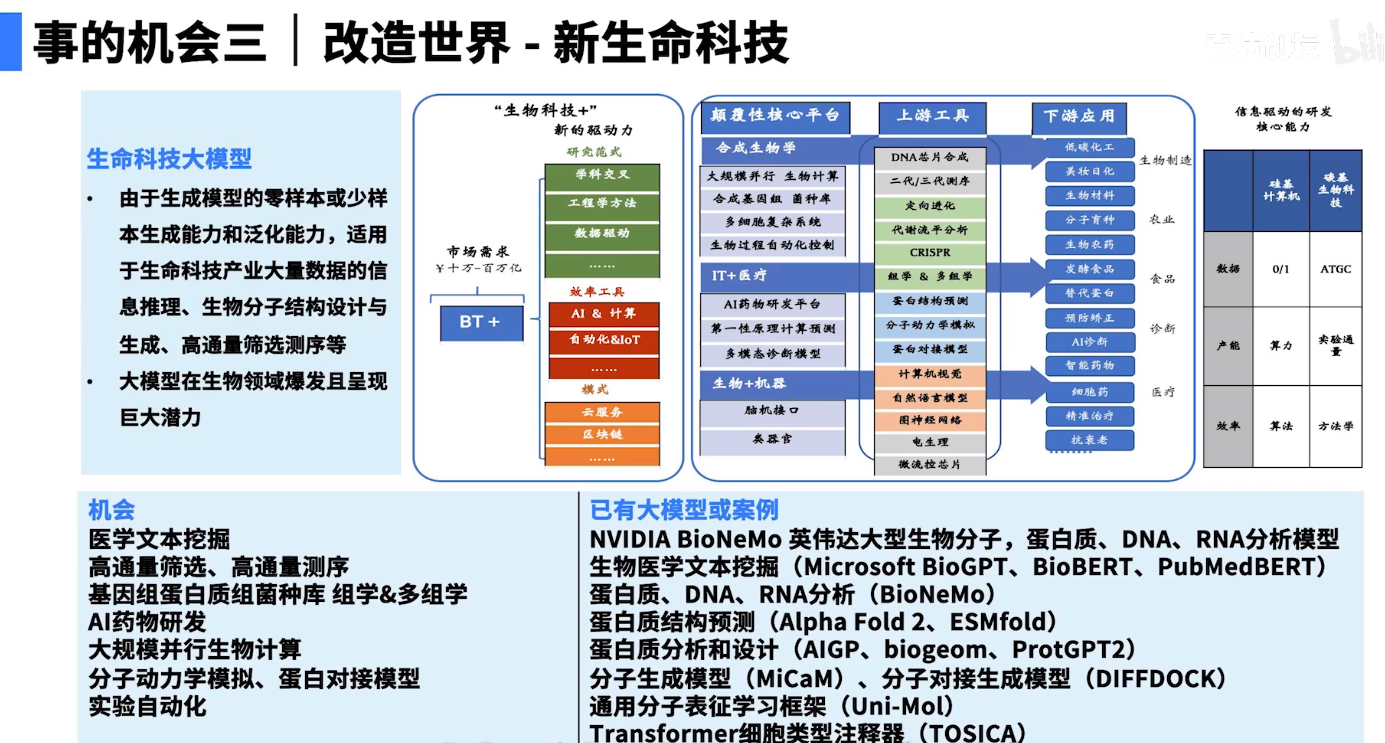 事的机会三｜改造世界 - 新生命科技
生命科技大模型
• 由于生成模型的零样本或少样
本生成能力和泛化能力，适用
于生命科技产业大量数据的信
息推理、生物分子结构设计与
生成、高通量筛选测序等
• 大模型在生物领域爆发且呈现
巨大潜力
“生物科技+”
新的驱动力
研究范式
学科交叉
工程学方法
数据驱动
……
市场需求
￥十万-百万亿
BT +
效率工具
AI & 计算
自动化&IoT
……
模式
云服务
区块链
……
颠覆性核心平台
合成生物学
大规模并行 生物计算
合成基因组 菌种库
多细胞复杂系统
生物过程自动化控制
IT+医疗
AI药物研发平台
第一性原理计算预测
多模态诊断模型
生物+机器
脑机接口
类器官
上游工具
DNA芯片合成
二代/三代测序
定向进化
代谢流平分析
CRISPR
组学 & 多组学
蛋白结构预测
分子动力学模拟
蛋白对接模型
计算机视觉
自然语言模型
图神经网络
电生理
微流控芯片
下游应用
低碳化工
美妆日化
生物材料
分子育种
生物农药
发酵食品
替代蛋白
预防矫正
AI诊断
智能药物
细胞药
精准治疗
抗衰老
生物制造
农业
食品
诊断
医疗
信息驱动的研发
核心能力
硅基
计算机
碳基
生物科
技
数据 0/1 ATGC
产能 算力 实验通
量
效率 算法 方法学
机会
医学文本挖掘
高通量筛选、高通量测序
基因组蛋白质组菌种库 组学&多组学
AI药物研发
大规模并行生物计算
分子动力学模拟、蛋白对接模型
实验自动化
已有大模型或案例
NVIDIA BioNeMo 英伟达大型生物分子，蛋白质、DNA、RNA分析模型
生物医学文本挖掘（Microsoft BioGPT、BioBERT、PubMedBERT）
蛋白质、DNA、RNA分析（BioNeMo）
蛋白质结构预测（Alpha Fold 2、ESMfold）
蛋白质分析和设计（AIGP、biogeom、ProtGPT2）
分子生成模型（MiCaM）、分子对接生成模型（DIFFDOCK）
通用分子表征学习框架（Uni-Mol）
Transformer细胞类型注释器（TOSICA）